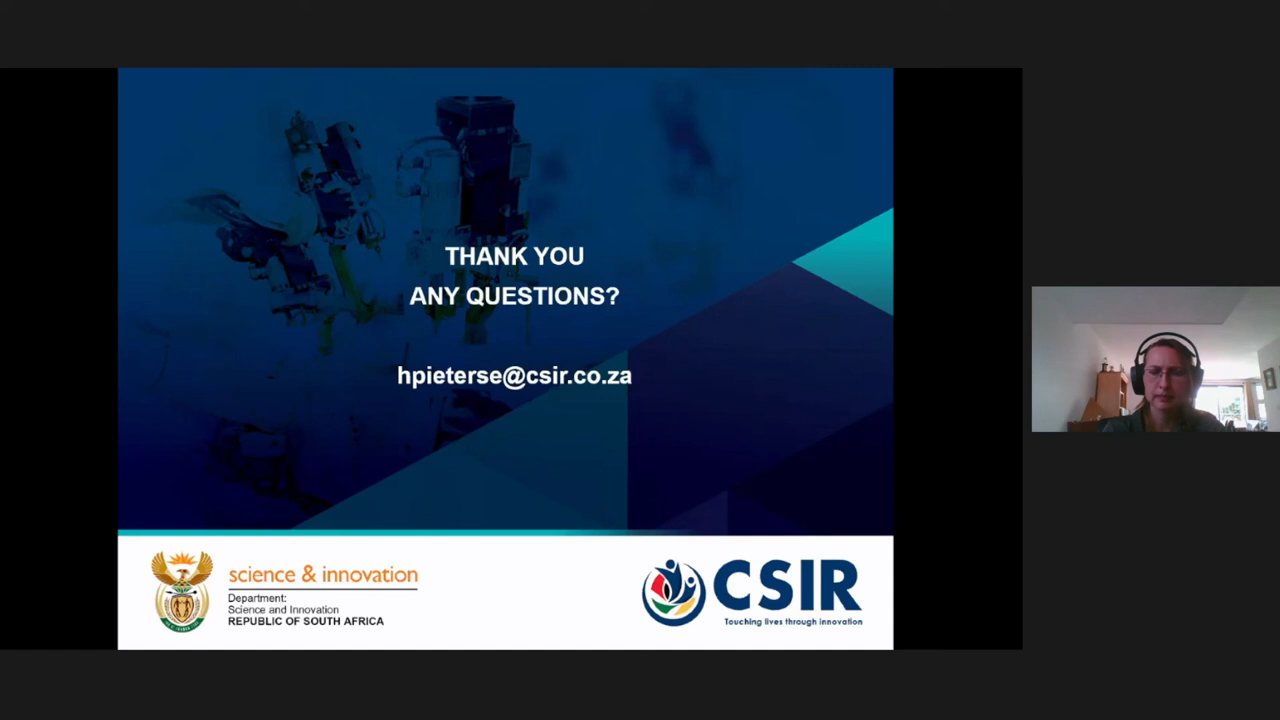 THANK YOU
ANY QUESTIONS?
hpieterse@csir.co.za
science & innovation
Department:
Science and Innovation
REPUBLIC OF SOUTH AFRICA
CSIR
Touching lives through innovation